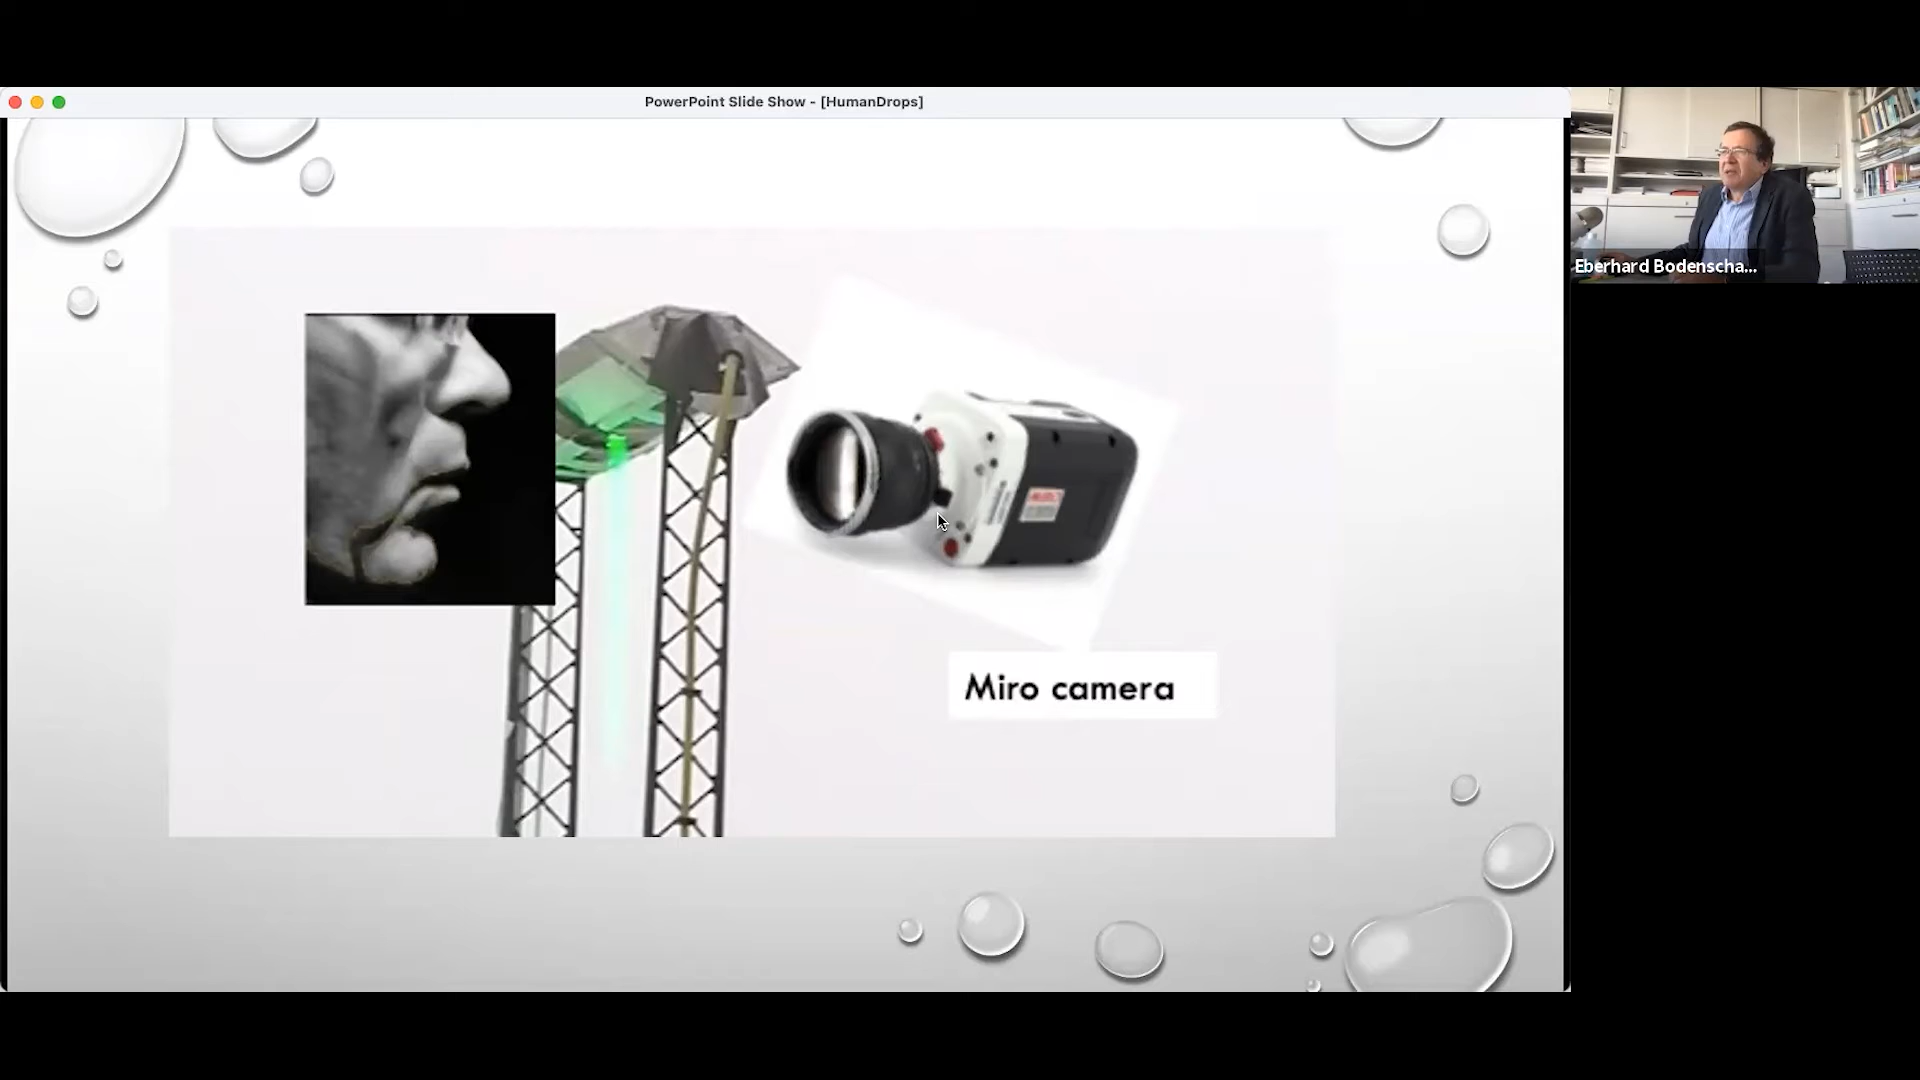 PowerPoint Slide Show - [HumanDrops]
Eberhard Bodenscha...
Miro camera